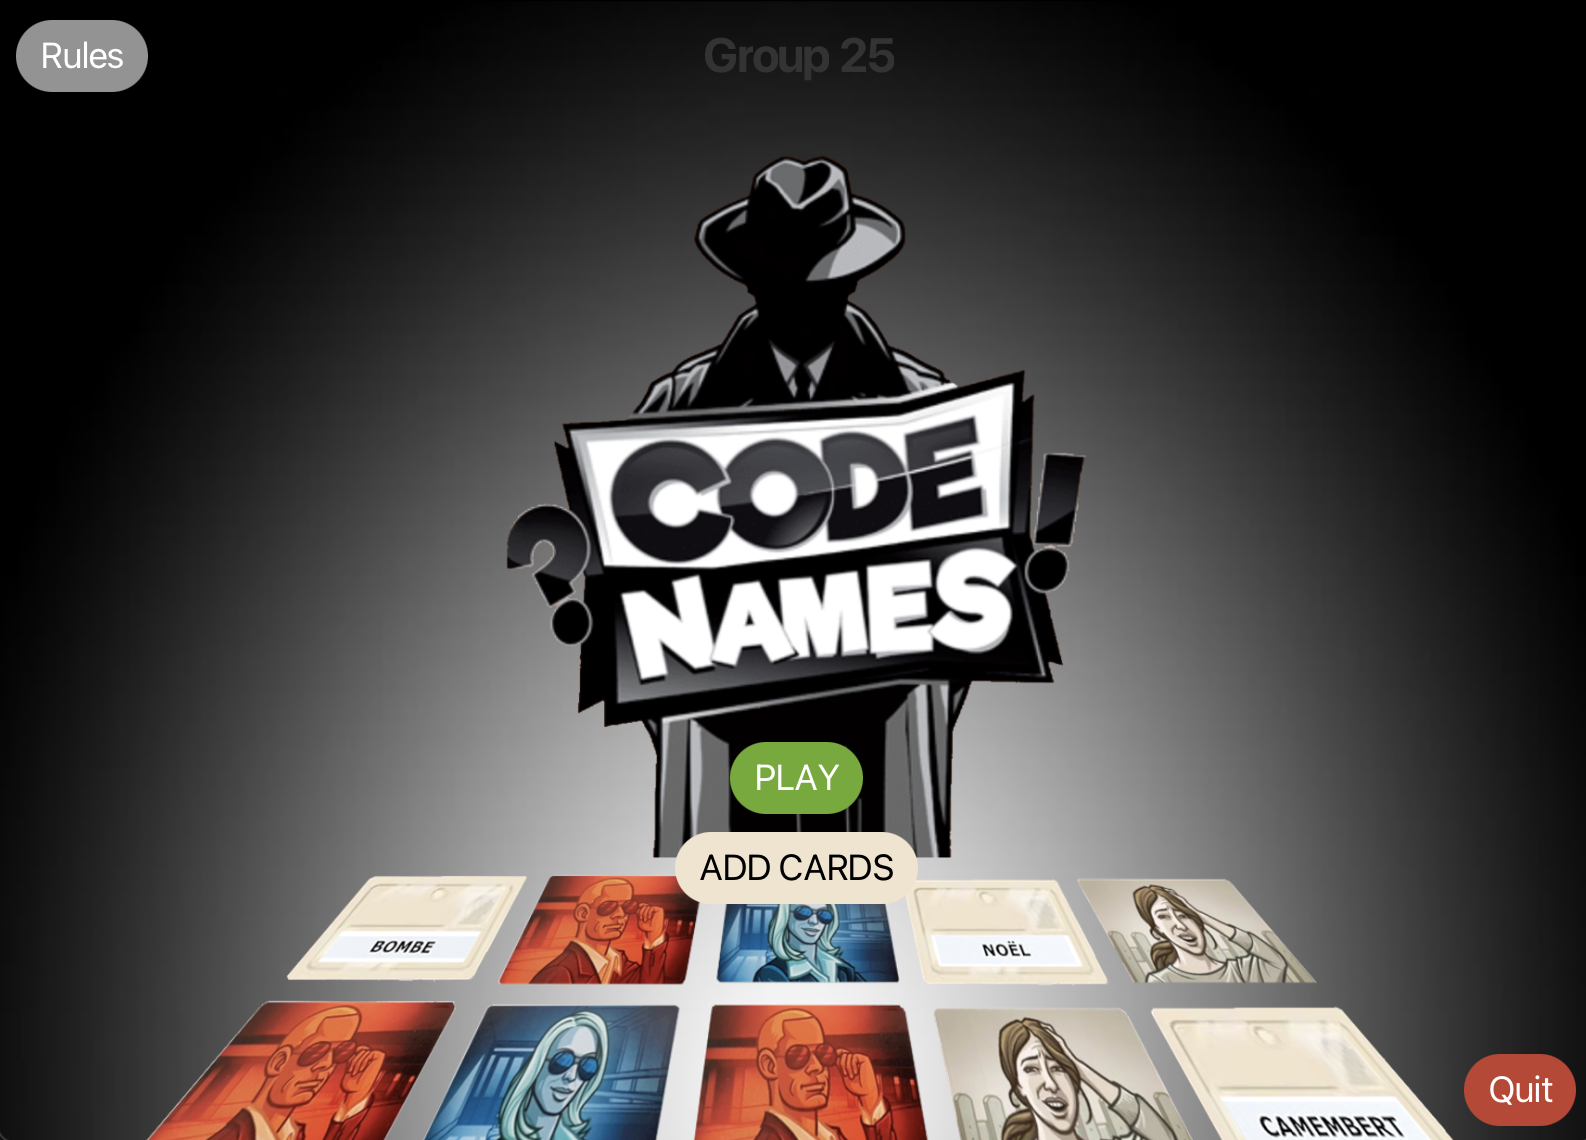 Rules
Group 25
CODE
NAMES
?
!
PLAY
ADD CARDS
BOMBE
NOËL
CAMEMBERT
Quit